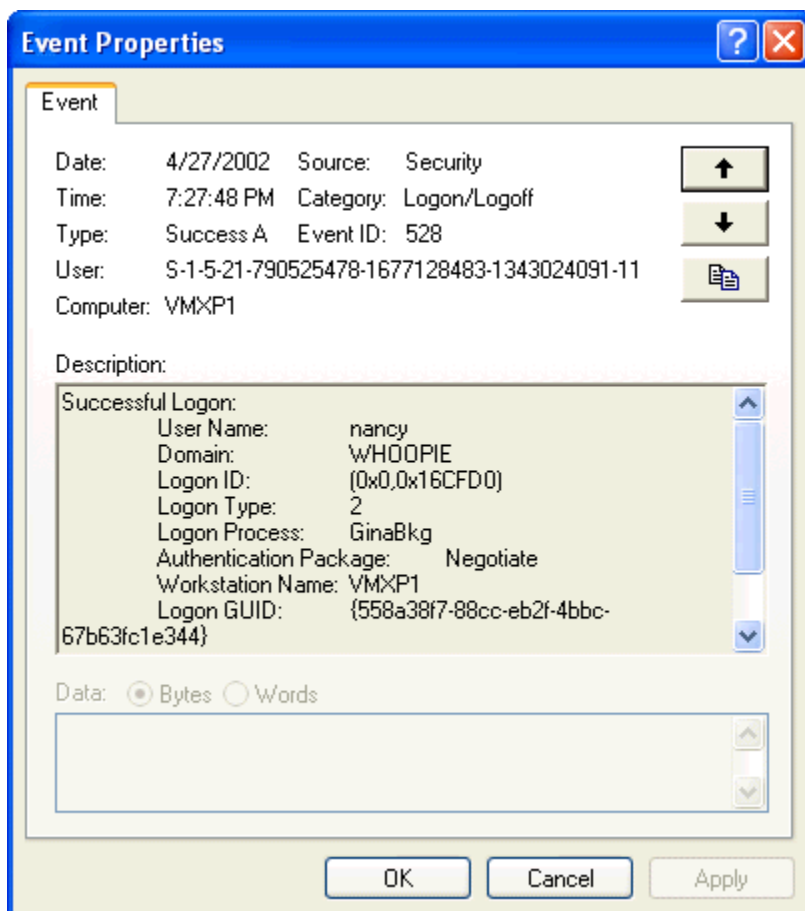 Event Properties
Event
Date: 4/27/2002 Source: Security
Time: 7:27:48 PM Category: Logon/Logoff
Type: Success A Event ID: 528
User: S-1-5-21-790525478-1677128483-1343024091-11
Computer: VMXP1
Description:
Successful Logon:
User Name: nancy
Domain: WHOOPIE
Logon ID: (0x0,0x16CFD0)
Logon Type: 2
Logon Process: GinaBkg
Authentication Package: Negotiate
Workstation Name: VMXP1
Logon GUID: {558a38f7-88cc-eb2f-4bbc-
67b63fc1e344}
Data: Bytes Words
OK Cancel Apply